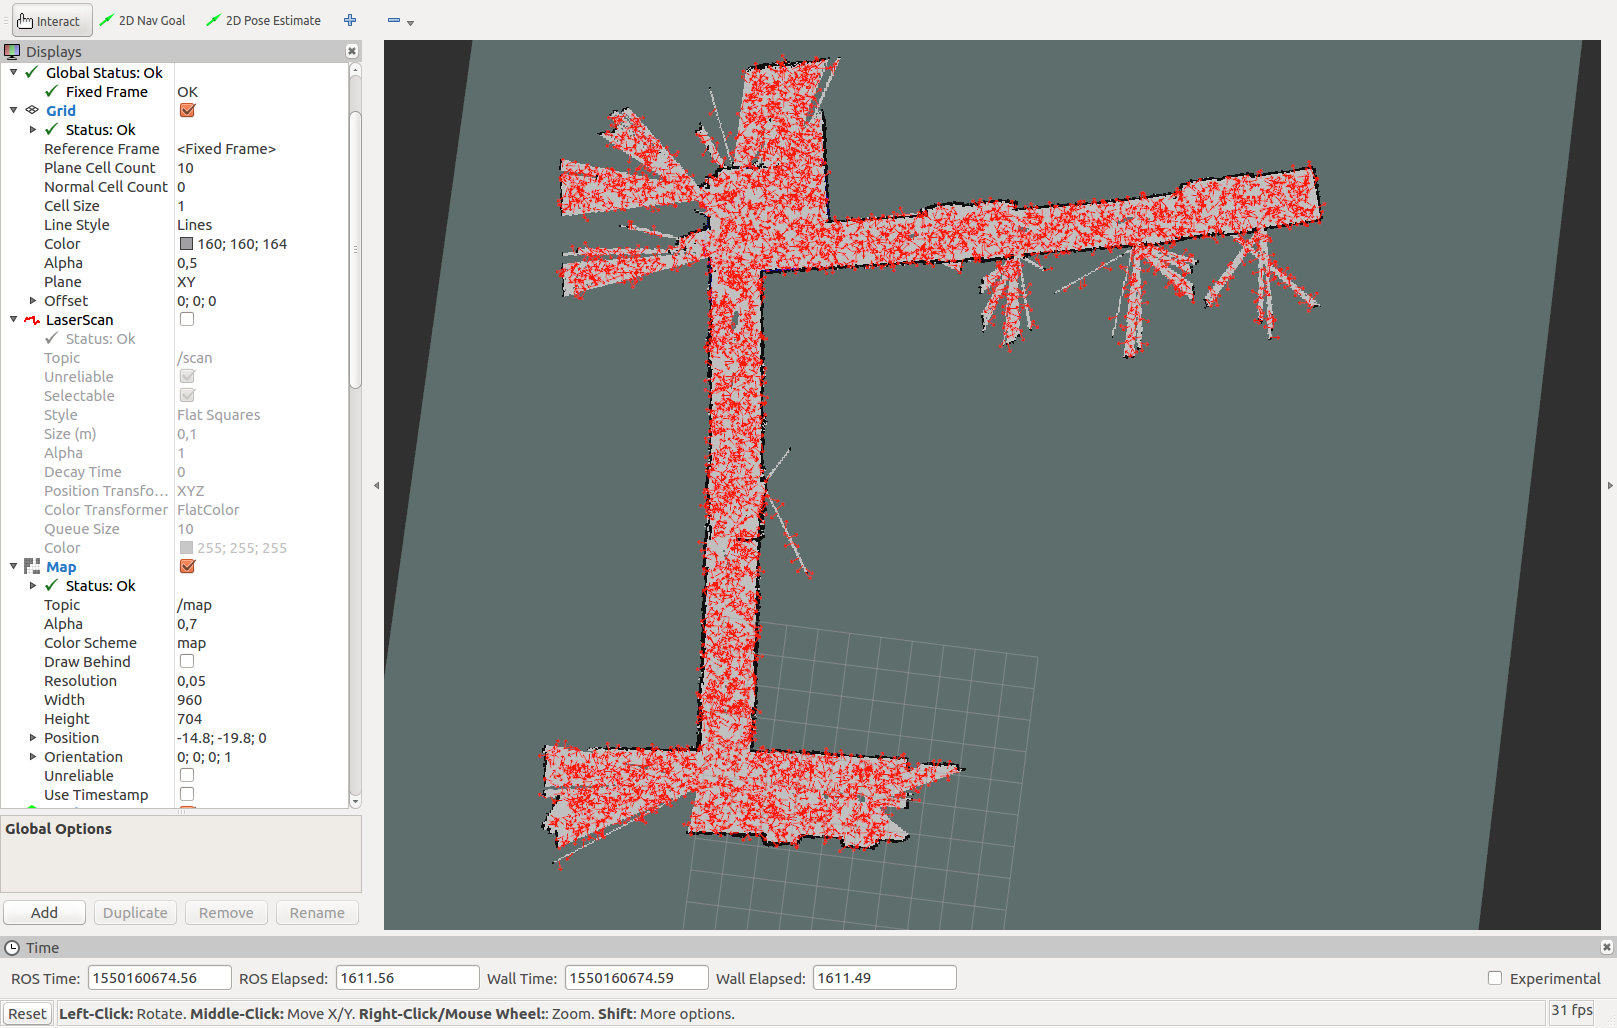 Interact 2D Nav Goal 2D Pose Estimate
Displays
Global Status: Ok
Fixed Frame OK
Grid
Status: Ok
Reference Frame <Fixed Frame>
Plane Cell Count 10
Normal Cell Count 0
Cell Size 1
Line Style Lines
Color 160; 160; 164
Alpha 0,5
Plane XY
Offset 0; 0; 0
LaserScan
Status: Ok
Topic /scan
Unreliable
Selectable
Style Flat Squares
Size (m) 0,1
Alpha 1
Decay Time 0
Position Transfo... XYZ
Color Transformer FlatColor
Queue Size 10
Color 255; 255; 255
Map
Status: Ok
Topic /map
Alpha 0,7
Color Scheme map
Draw Behind
Resolution 0,05
Width 960
Height 704
Position -14.8; -19.8; 0
Orientation 0; 0; 0; 1
Unreliable
Use Timestamp
Global Options
Add Duplicate Remove Rename
Time
ROS Time: 1550160674.56 ROS Elapsed: 1611.56 Wall Time: 1550160674.59 Wall Elapsed: 1611.49 Experimental
Reset Left-Click: Rotate. Middle-Click: Move X/Y. Right-Click/Mouse Wheel:: Zoom. Shift: More options. 31 fps